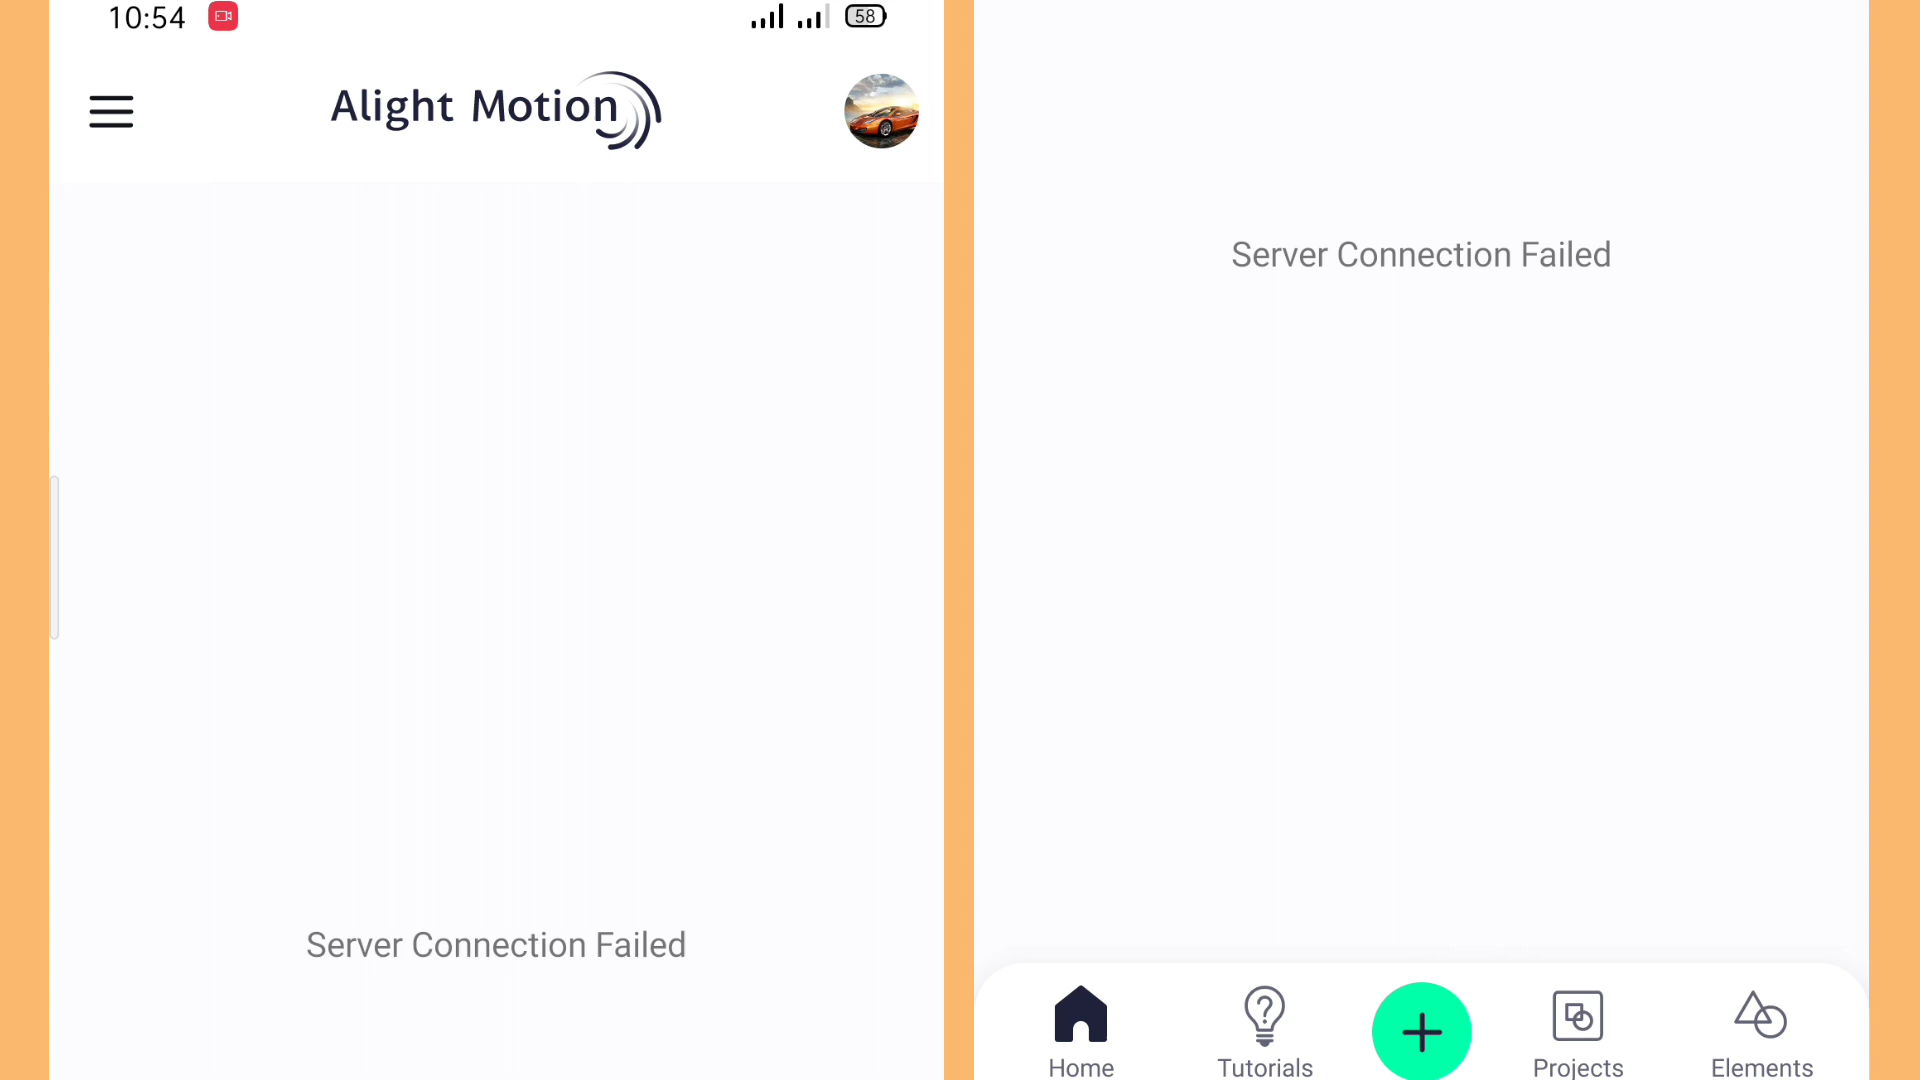 10:54
58
Alight Motion
Server Connection Failed
Server Connection Failed
Home
Tutorials
Projects
Elements